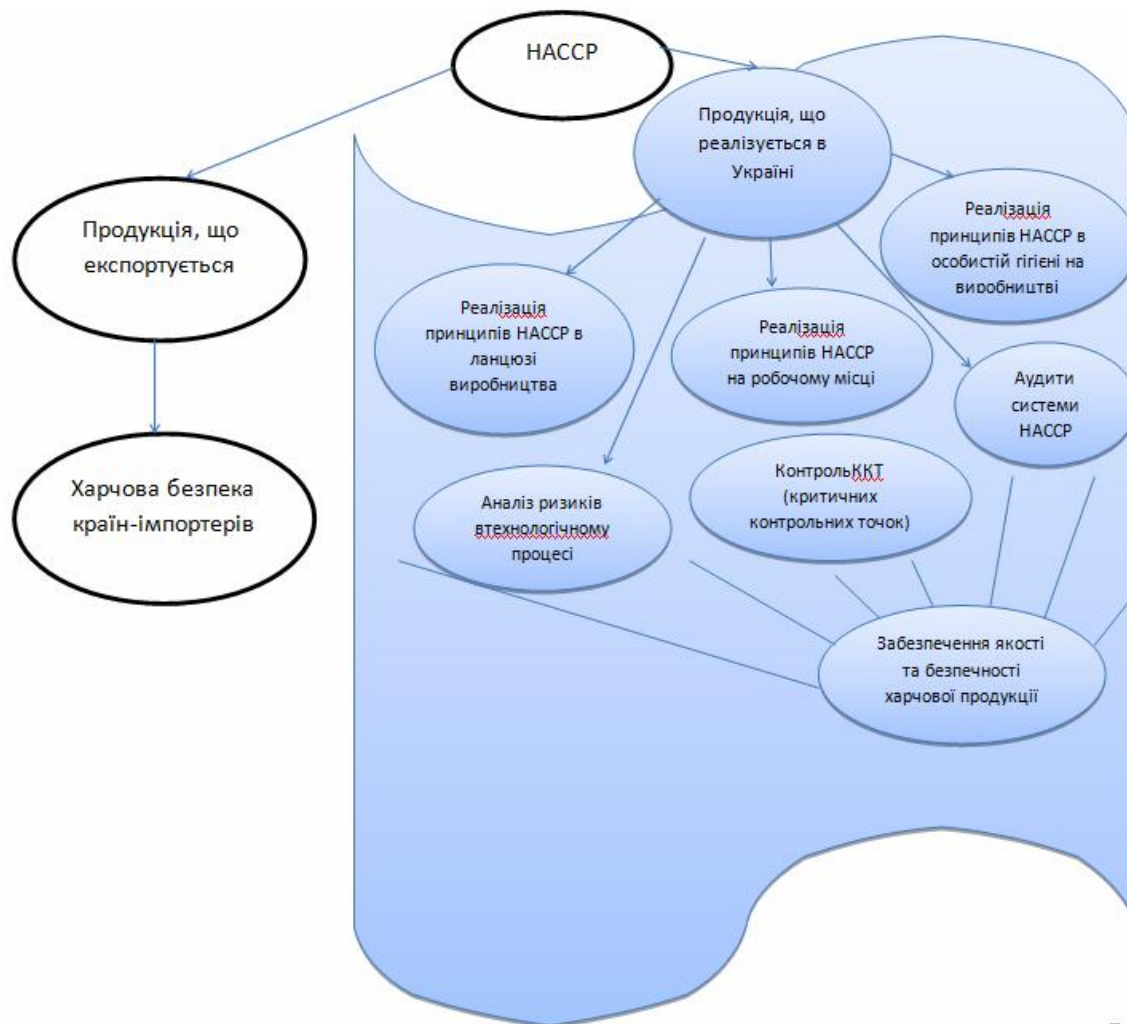 НАССР
Продукція, що
реалізується в
Україні
Продукція, що
експортується
Реалізація
принципів НАССР в
особистій гігієні на
виробництві
Реалізація
принципів НАССР в
ланцюзі
виробництва
Реалізація
принципів НАССР
на робочому місці
Аудити
системи
НАССР
Харчова безпека
країн-імпортерів
Аналіз ризиків
втехнологічному
процесі
КонтрольККТ
(критичних
контрольних точок)
Забезпечення якості
та безпечності
харчової продукції